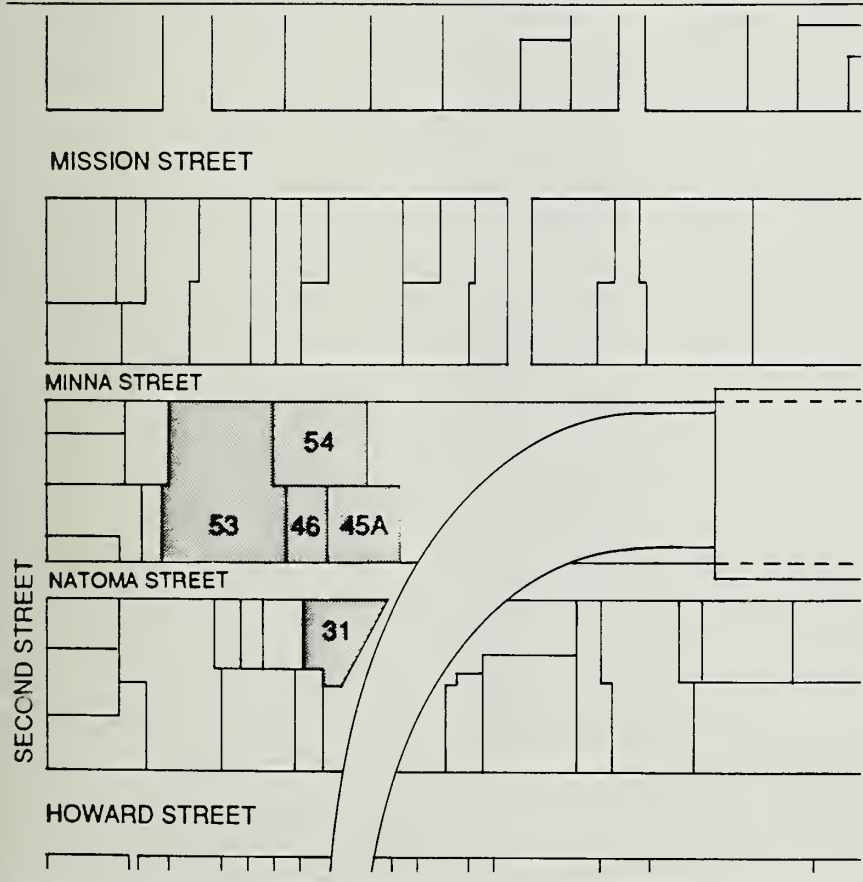 MISSION STREET
MINNA STREET
54
53
46
45A
NATOMA STREET
SECOND STREET
31
HOWARD STREET